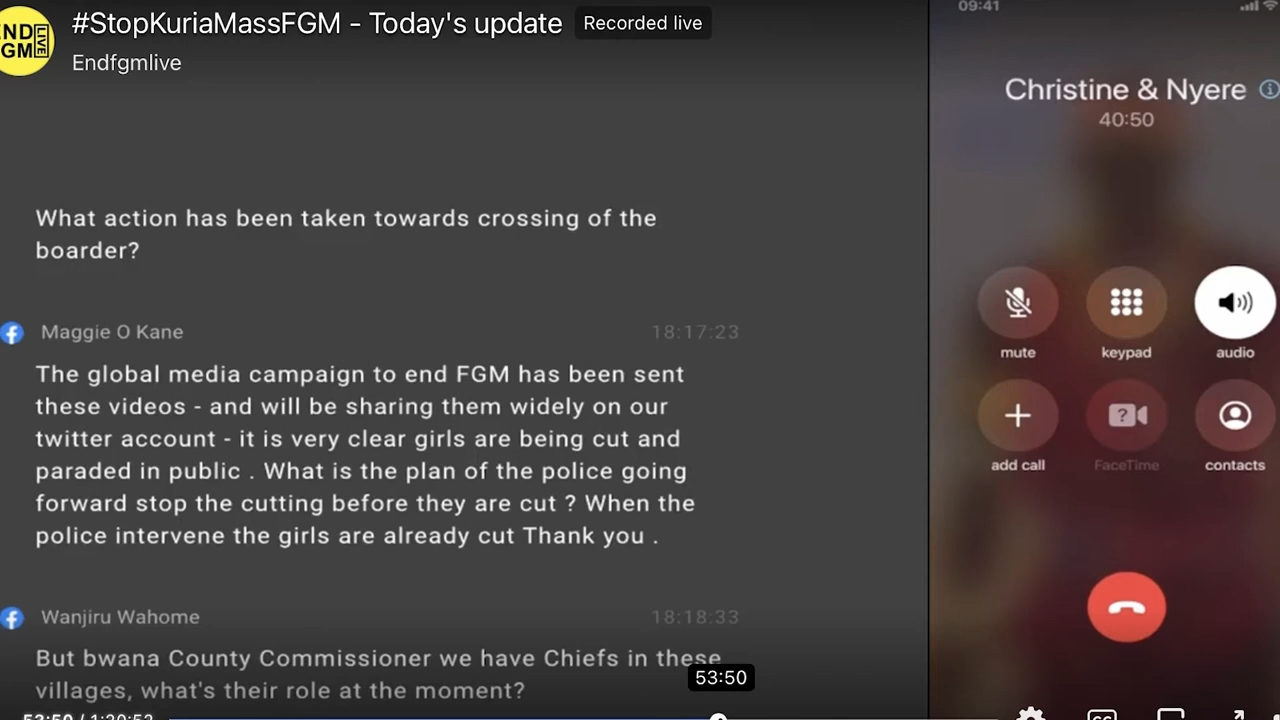 END
FGM
LIVE
#StopKuriaMassFGM - Today's update
Recorded live
Endfgmlive
What action has been taken towards crossing of the
boarder?
Maggie O Kane 18:17:23
The global media campaign to end FGM has been sent
these videos - and will be sharing them widely on our
twitter account - it is very clear girls are being cut and
paraded in public . What is the plan of the police going
forward stop the cutting before they are cut ? When the
police intervene the girls are already cut Thank you .
Wanjiru Wahome 18:18:33
But bwana County Commissioner we have Chiefs in these
villages, what's their role at the moment?
53:50
53:50 / 1:20:52
CC
09:41
Christine & Nyere
40:50
mute keypad audio
add call FaceTime contacts